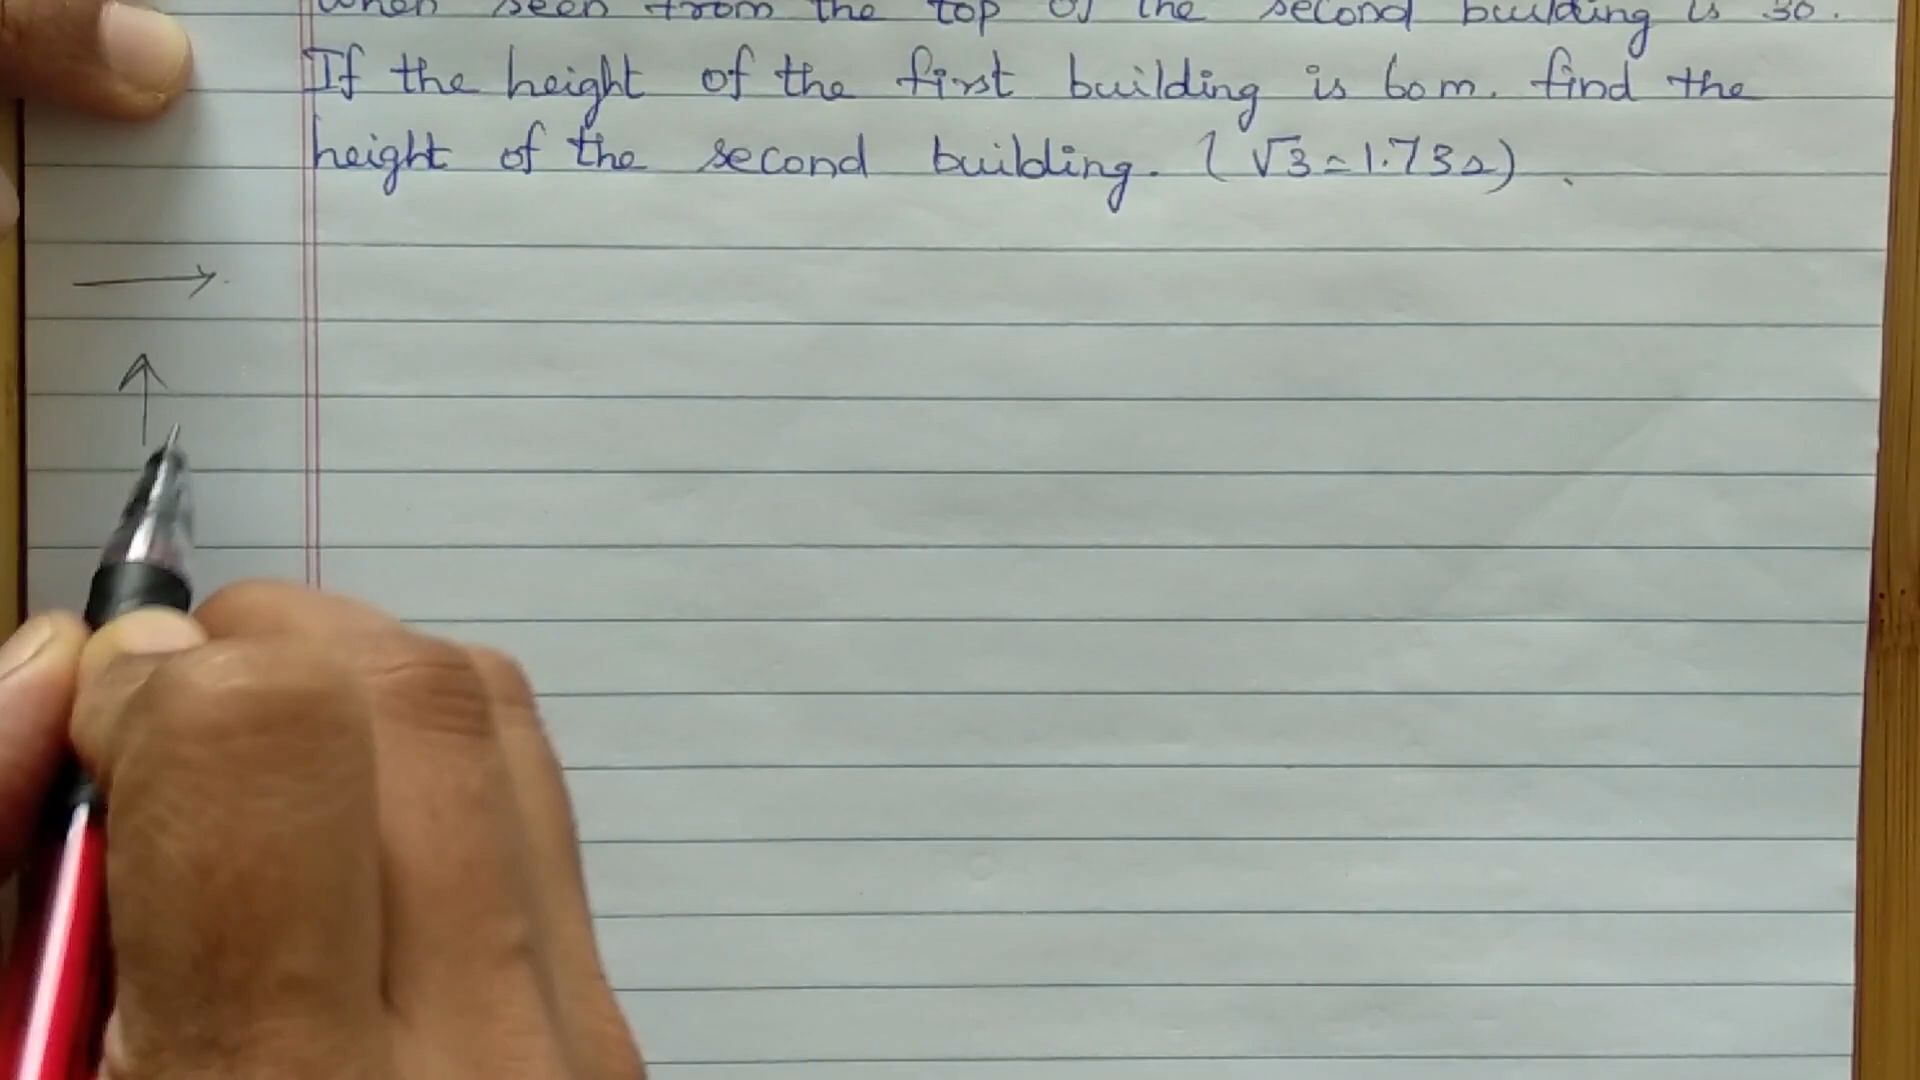 when seen from the top of the second building is 30.
If the height of the first building is 60m. find the
height of the second building. (√3=1.732).